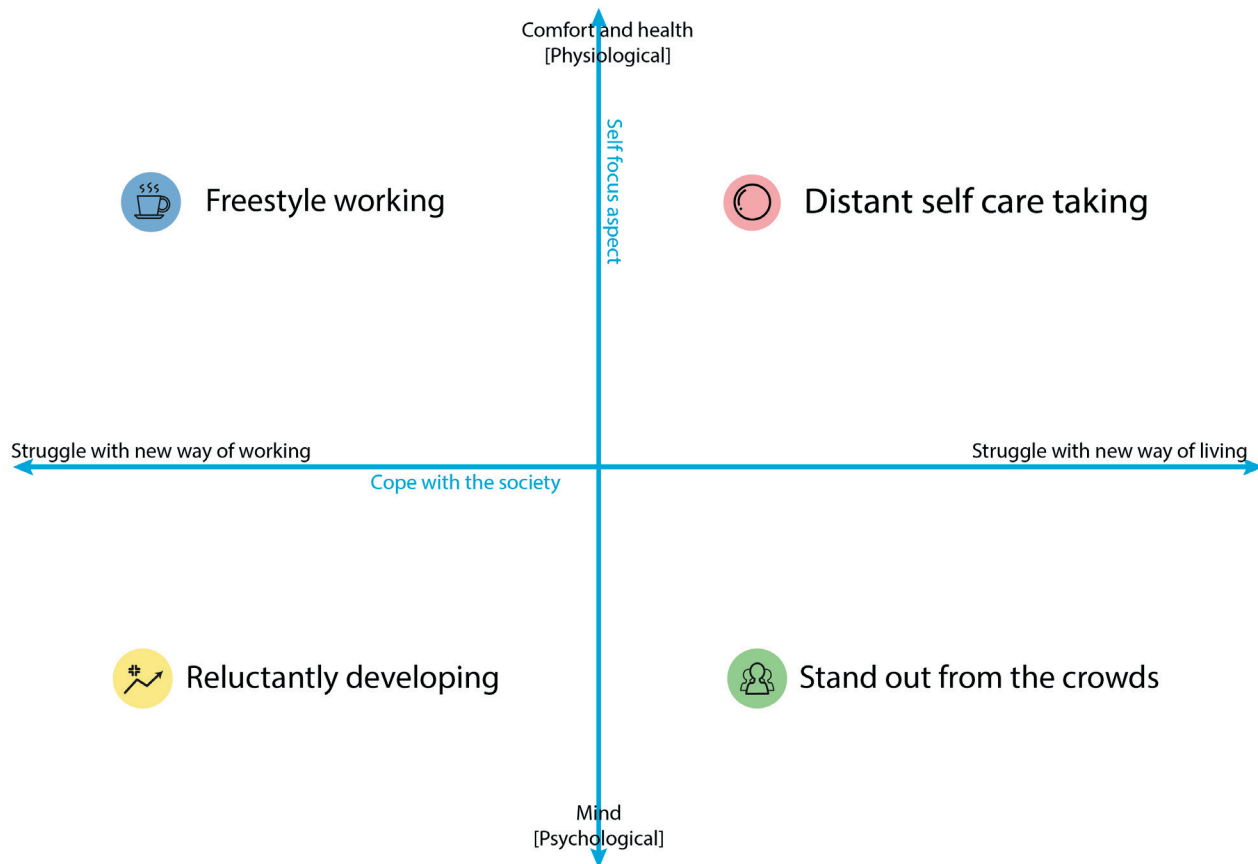 Comfort and health
[Physiological]
Self focus aspect
Freestyle working
Distant self care taking
Struggle with new way of working
Struggle with new way of living
Cope with the society
Reluctantly developing
Stand out from the crowds
Mind
[Psychological]